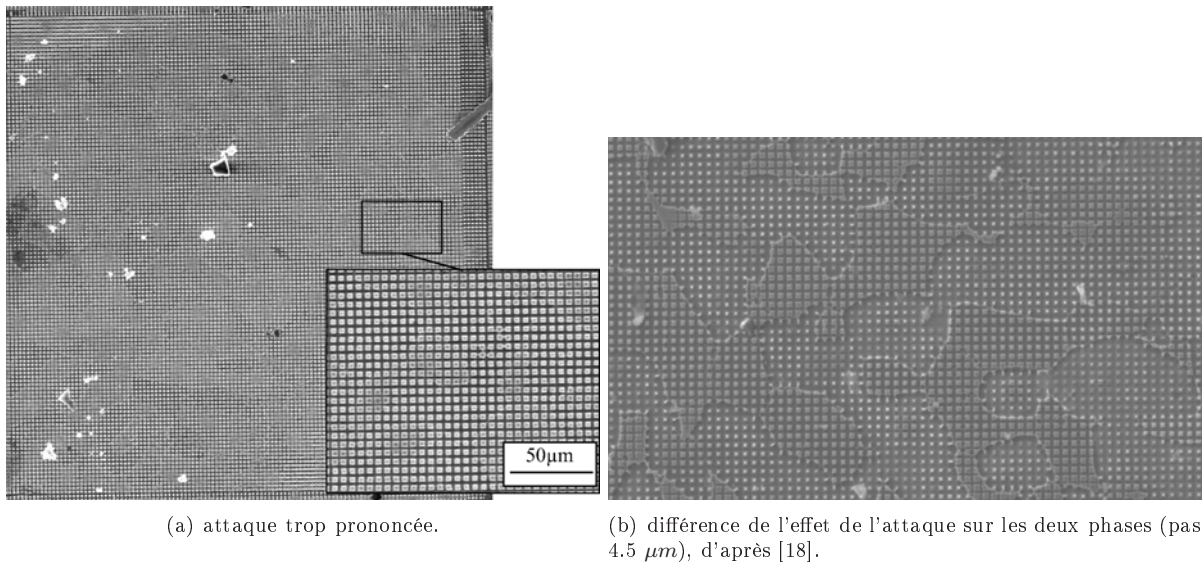 50µm
(a) attaque trop prononcée.
(b) différence de l'effet de l'attaque sur les deux phases (pas
4.5 µm), d'après [18].